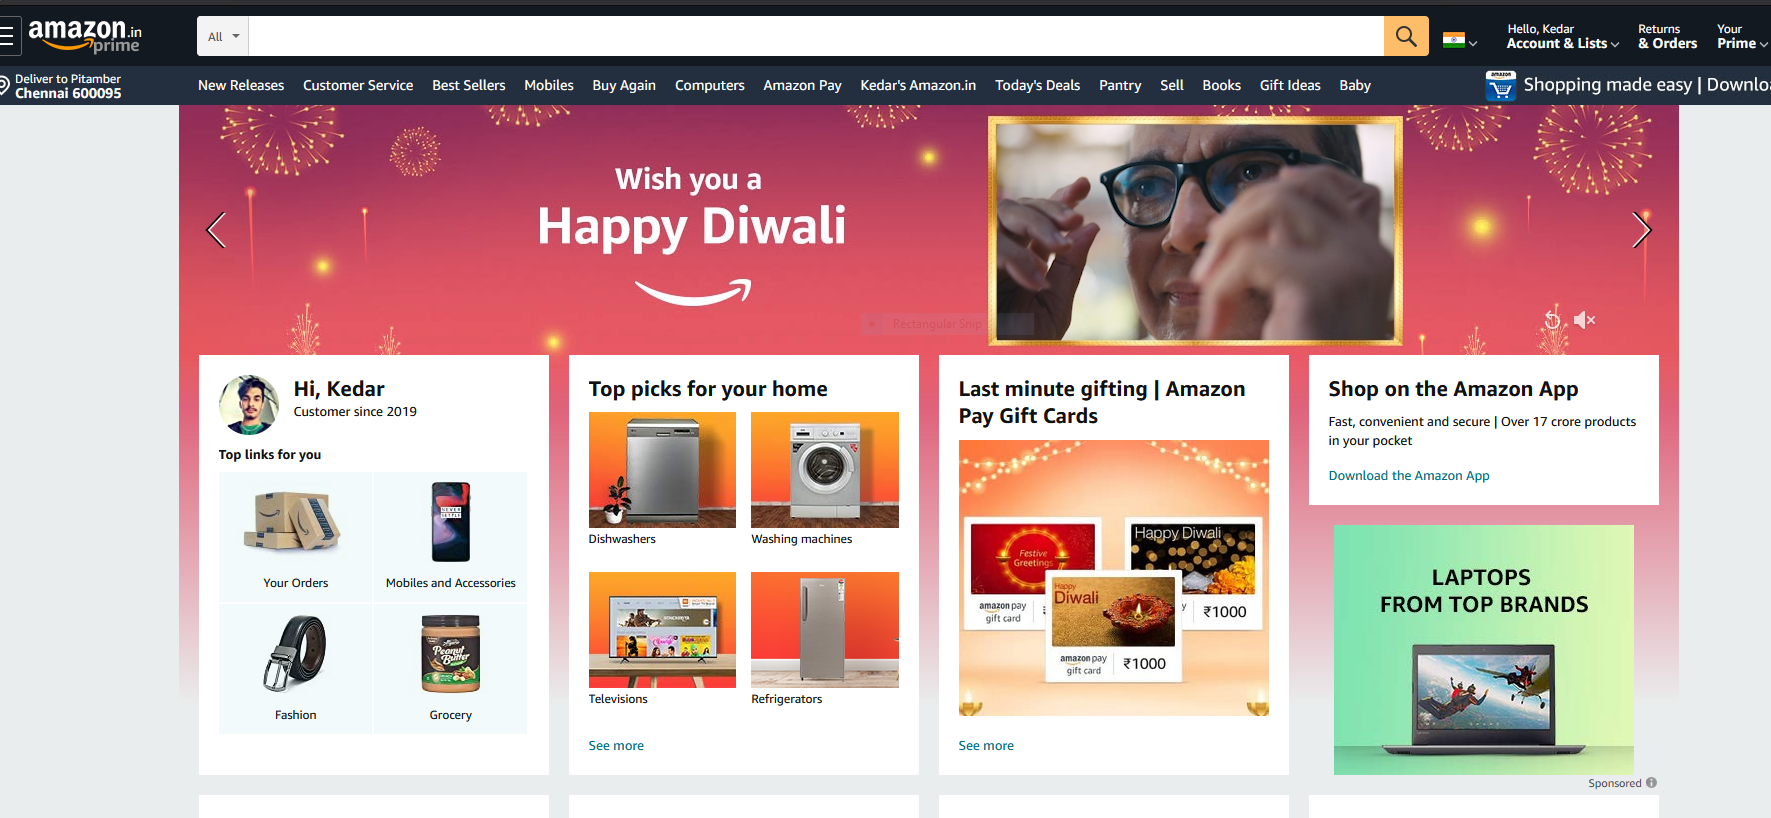 amazon.in
prime
All
Hello, Kedar
Account & Lists
Returns
& Orders
Your
Prime
Deliver to Pitamber
Chennai 600095
New Releases Customer Service Best Sellers Mobiles Buy Again Computers Amazon Pay Kedar's Amazon.in Today's Deals Pantry Sell Books Gift Ideas Baby
amazon
Shopping made easy | Downlo
Wish you a
Happy Diwali
Rectangular Snip
Hi, Kedar
Customer since 2019
Top links for you
NEVER
SETTLE
Your Orders
Mobiles and Accessories
Peanut
Butter
Fashion
Grocery
Top picks for your home
Dishwashers
Washing machines
Televisions
Refrigerators
See more
Last minute gifting | Amazon
Pay Gift Cards
Festive
Greetings
amazon pay
gift card
Happy Diwali
₹1000
Happy
Diwali
amazon pay
gift card
₹1000
See more
Shop on the Amazon App
Fast, convenient and secure | Over 17 crore products
in your pocket
Download the Amazon App
LAPTOPS
FROM TOP BRANDS
Sponsored